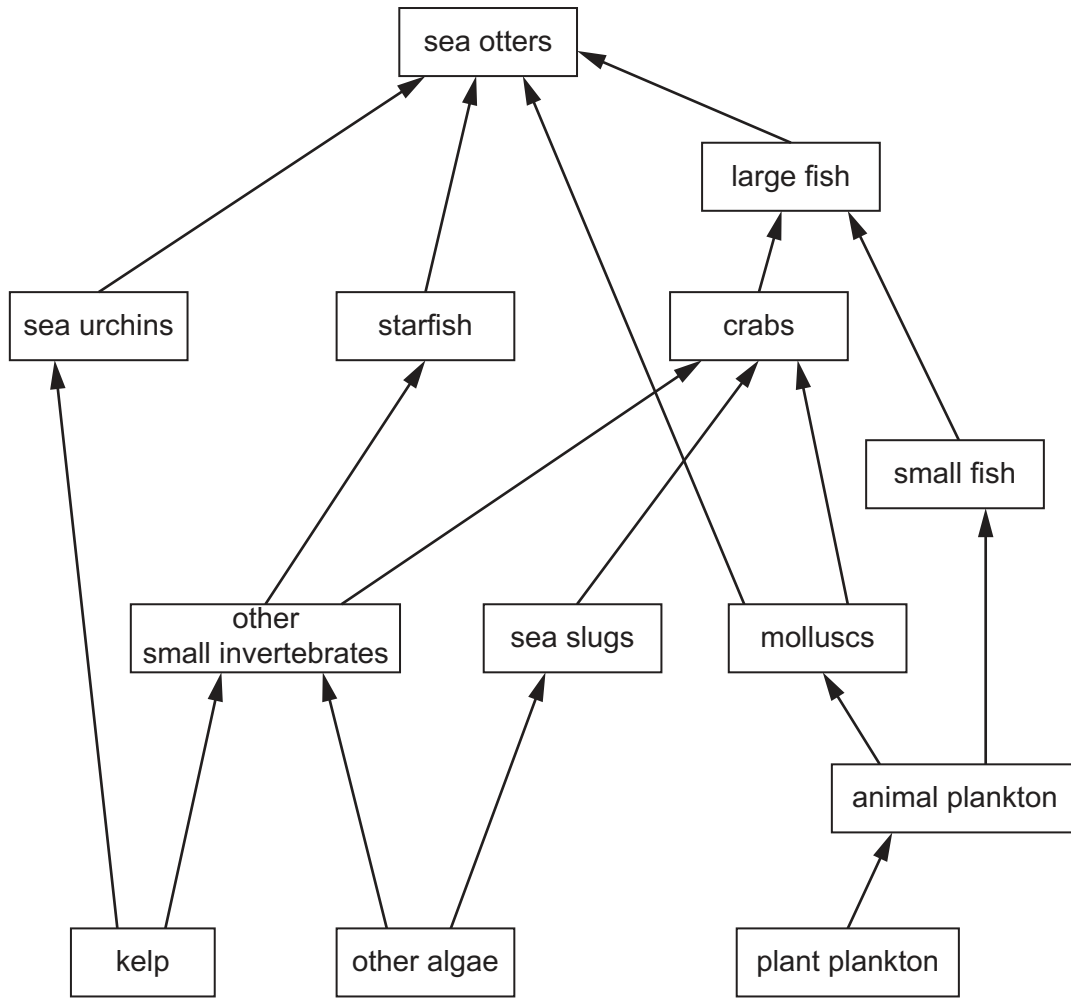 sea otters
large fish
sea urchins
starfish
crabs
small fish
other
small invertebrates
sea slugs
molluscs
animal plankton
kelp
other algae
plant plankton